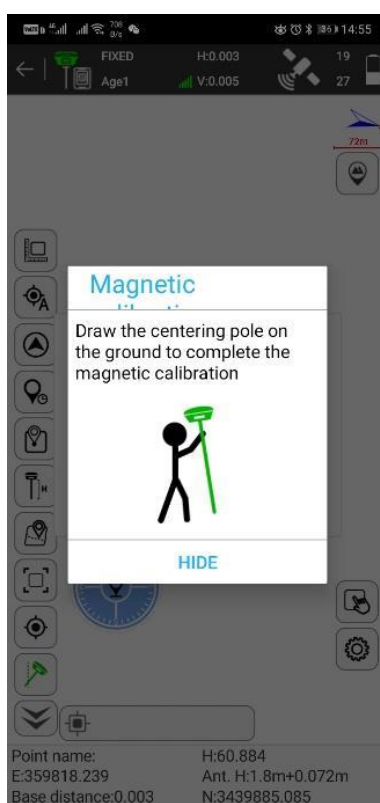 708
B/s
86
14:55
FIXED
H:0.003
19
Age1
V:0.005
27
72m
Magnetic
Draw the centering pole on
the ground to complete the
magnetic calibration
HIDE
Point name:
H:60.884
E:359818.239
Ant. H:1.8m+0.072m
Base distance:0.003
N:3439885.085